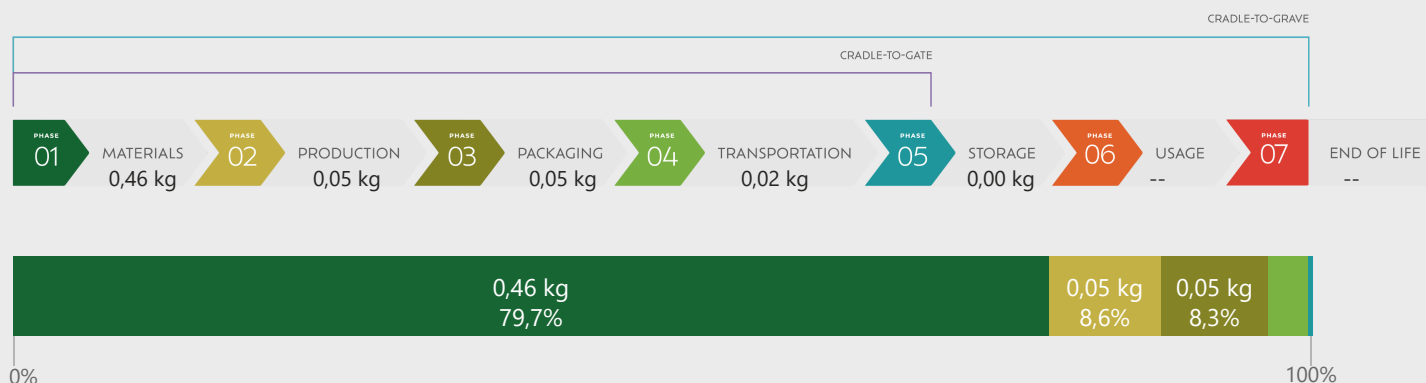 CRADLE-TO-GRAVE
CRADLE-TO-GATE
PHASE
01
MATERIALS
0,46 kg
PHASE
02
PRODUCTION
0,05 kg
PHASE
03
PACKAGING
0,05 kg
PHASE
04
TRANSPORTATION
0,02 kg
PHASE
05
STORAGE
0,00 kg
PHASE
06
USAGE
--
PHASE
07
END OF LIFE
--
0,46 kg
79,7%
0,05 kg
8,6%
0,05 kg
8,3%
0%
100%